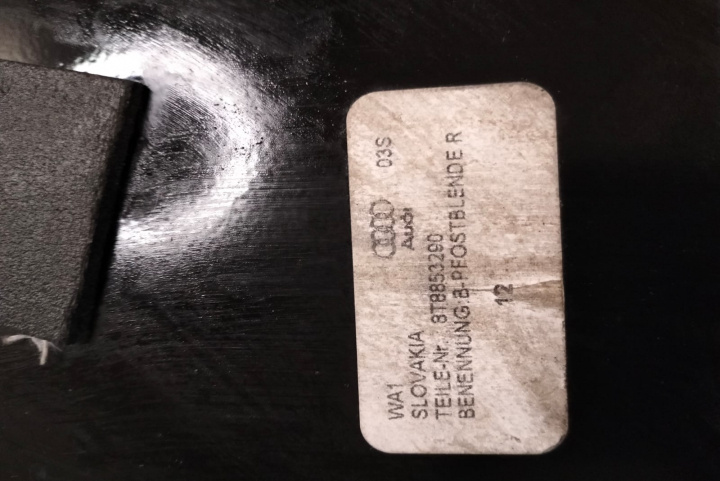 WA1 03S
SLOVAKIA Audi
TEILE-Nr. 8T8853290
BENENNUNG:B-PFOSTBLENDE R
12